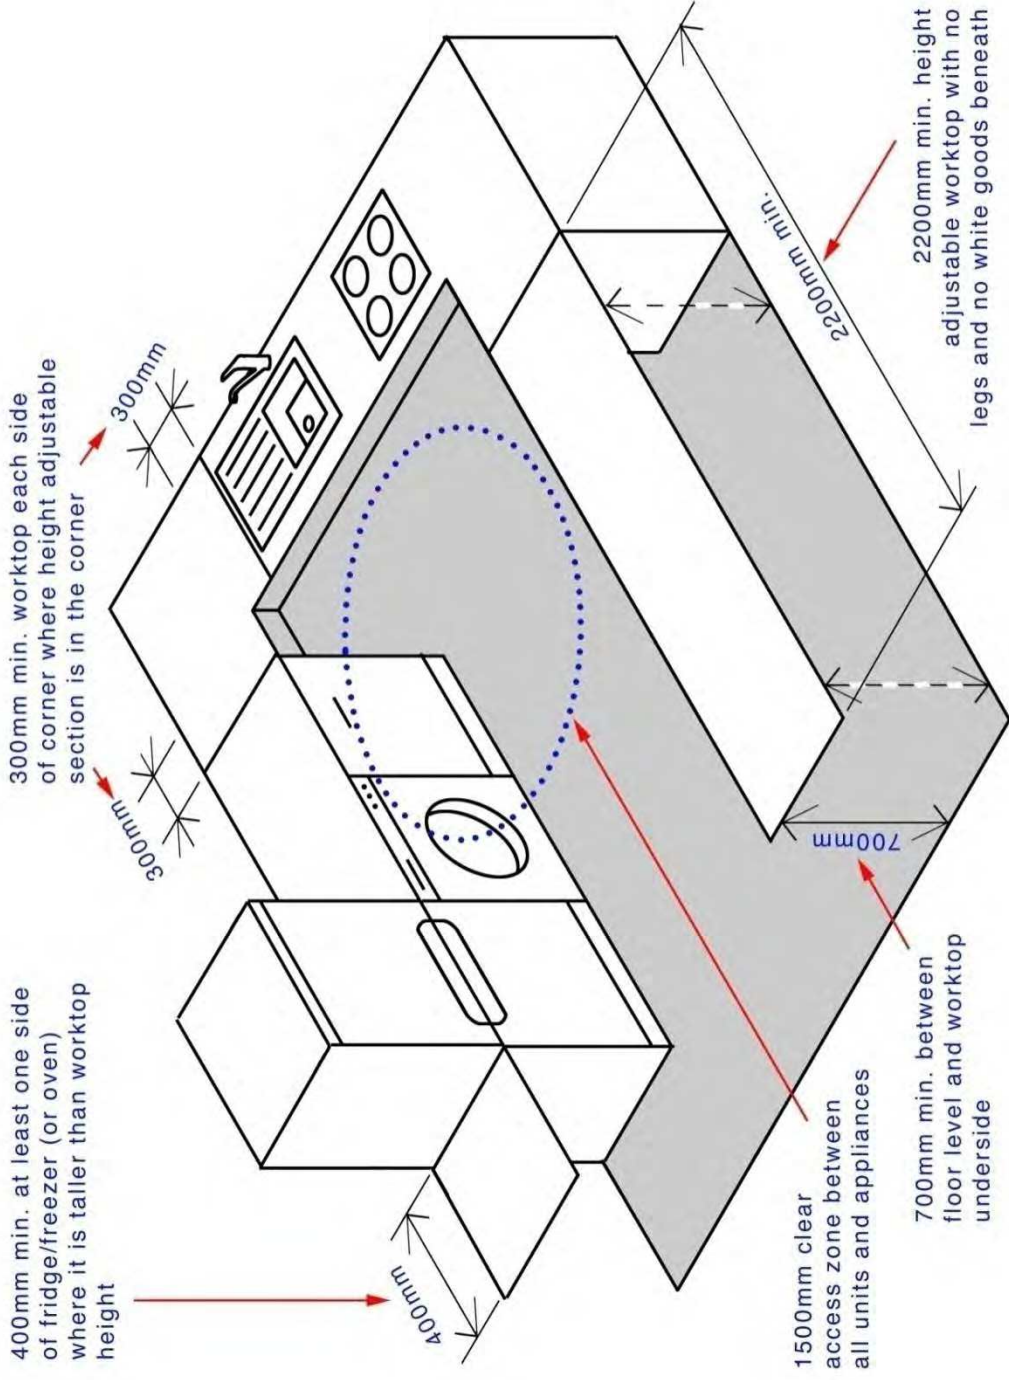 400mm min. at least one side
of fridge/freezer (or oven)
where it is taller than worktop
height
300mm min. worktop each side
of corner where height adjustable
section is in the corner
400mm
300mm
300mm
1500mm clear
access zone between
all units and appliances
700mm min. between
floor level and worktop
underside
700mm
2200mm min.
2200mm min. height
adjustable worktop with no
legs and no white goods beneath